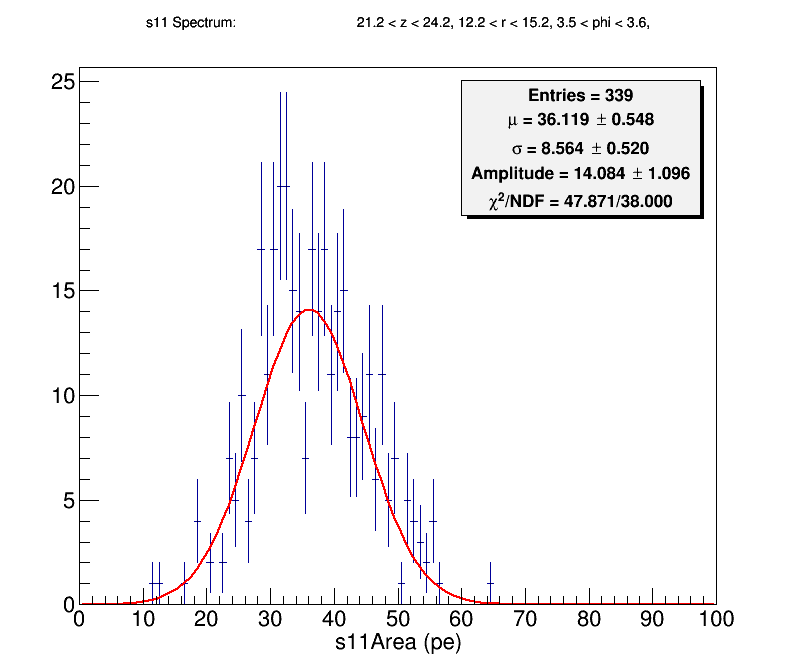 s11 Spectrum: 21.2 < z < 24.2, 12.2 < r < 15.2, 3.5 < phi < 3.6,
Entries = 339
μ = 36.119 ± 0.548
σ = 8.564 ± 0.520
Amplitude = 14.084 ± 1.096
χ²/NDF = 47.871/38.000
25
20
15
10
5
0
0 10 20 30 40 50 60 70 80 90 100
s11Area (pe)